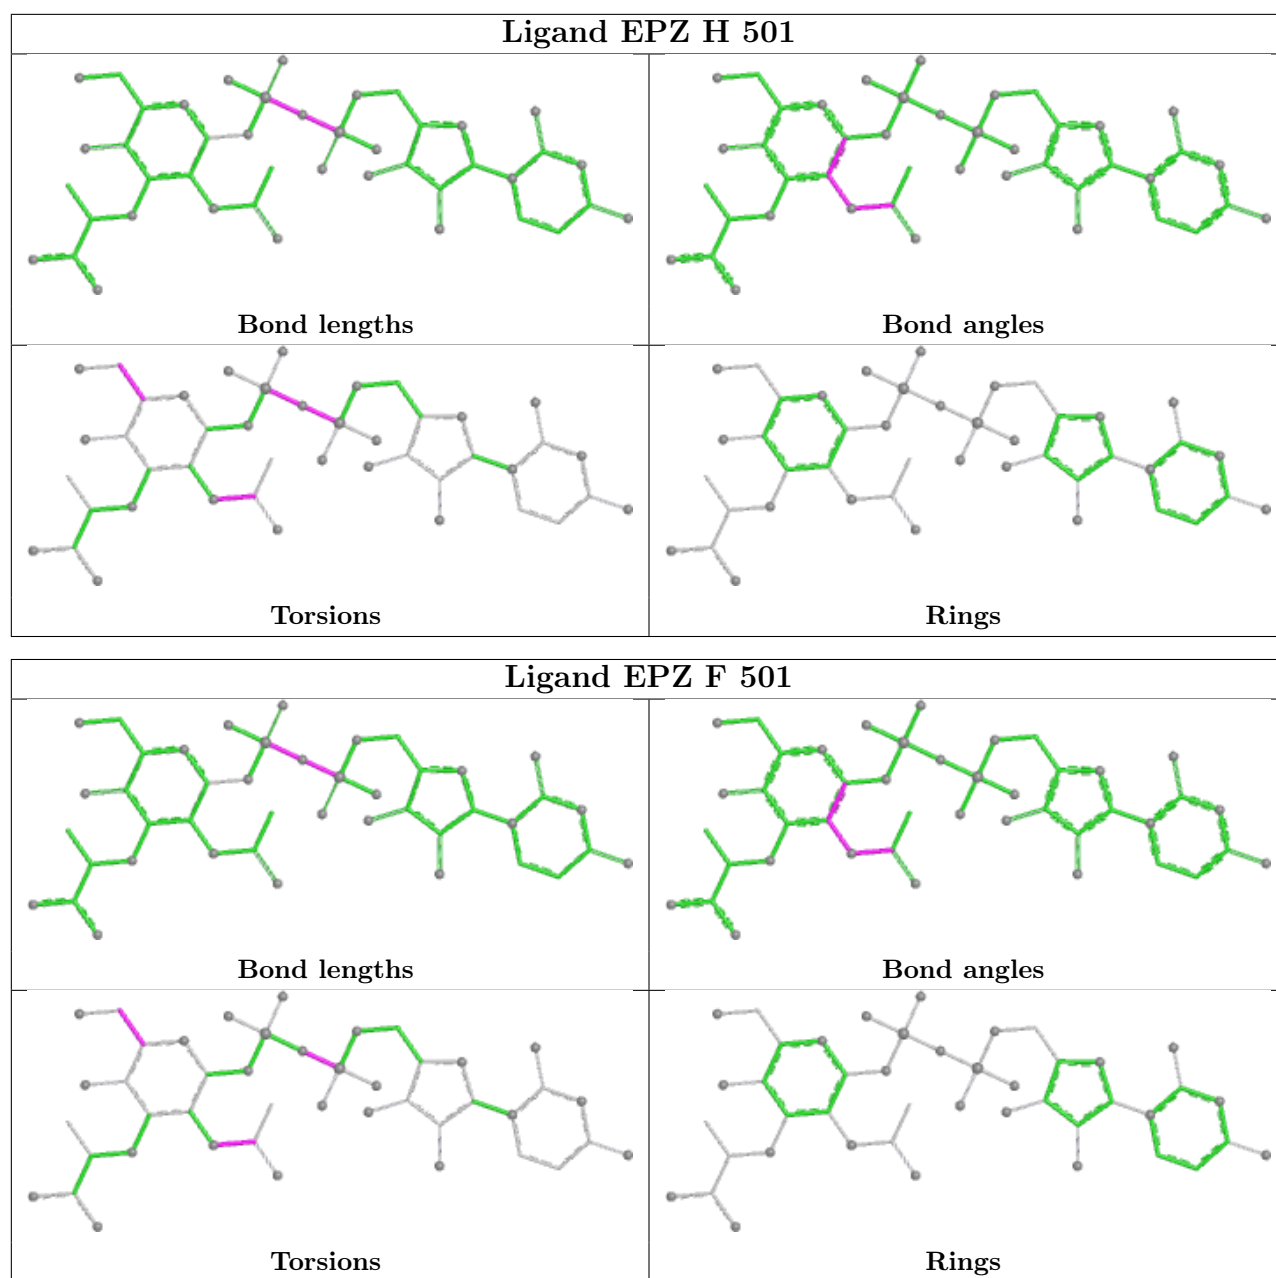 Ligand EPZ H 501
Bond lengths
Bond angles
Torsions
Rings
Ligand EPZ F 501
Bond lengths
Bond angles
Torsions
Rings